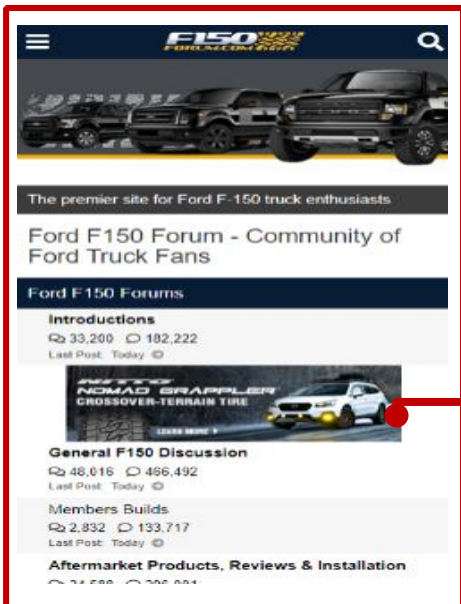 F150
FORUM.COM
The premier site for Ford F-150 truck enthusiasts
Ford F150 Forum - Community of
Ford Truck Fans
Ford F150 Forums
Introductions
33,200 182,222
Last Post: Today
NITTO
NOMAD GRAPPLER
CROSSOVER-TERRAIN TIRE
LEARN MORE
General F150 Discussion
48,016 466,492
Last Post: Today
Members Builds
2,832 133,717
Last Post: Today
Aftermarket Products, Reviews & Installation